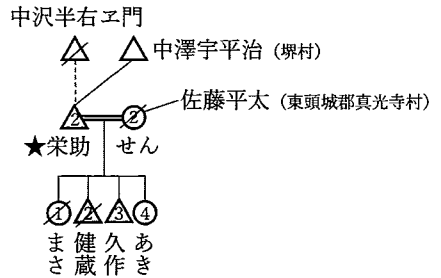 中沢半右ヱ門
中澤宇平治（堺村）
佐藤平太（東頭城郡真光寺村）
2
2
★栄助
せん
1
2
3
4
まさ
健蔵
久作
あき